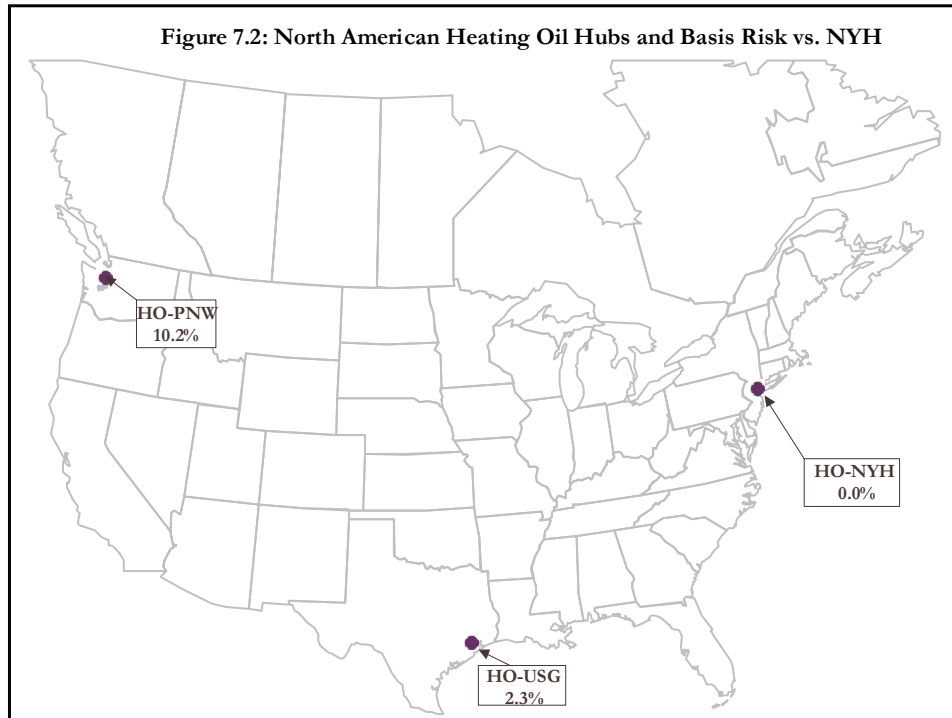 Figure 7.2: North American Heating Oil Hubs and Basis Risk vs. NYH
HO-PNW
10.2%
HO-NYH
0.0%
HO-USG
2.3%